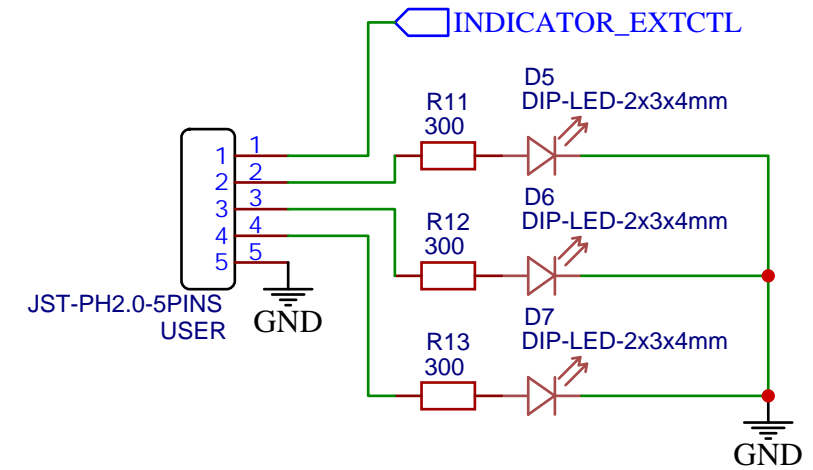 INDICATOR_EXTCTL
D5
DIP-LED-2x3x4mm
R11
300
1 1
2 2
3 3
4 4
5 5
JST-PH2.0-5PINS
USER
GND
D6
DIP-LED-2x3x4mm
R12
300
D7
DIP-LED-2x3x4mm
R13
300
GND